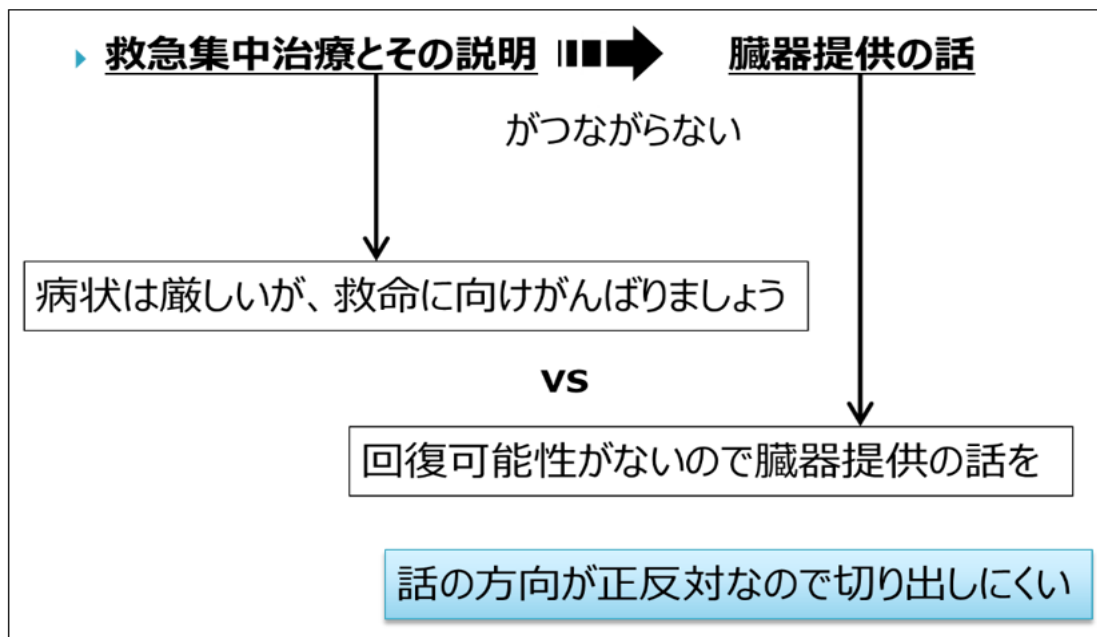 救急集中治療とその説明 臓器提供の話
がつながらない
病状は厳しいが、救命に向けがんばりましょう
vs
回復可能性がないので臓器提供の話を
話の方向が正反対なので切り出しにくい